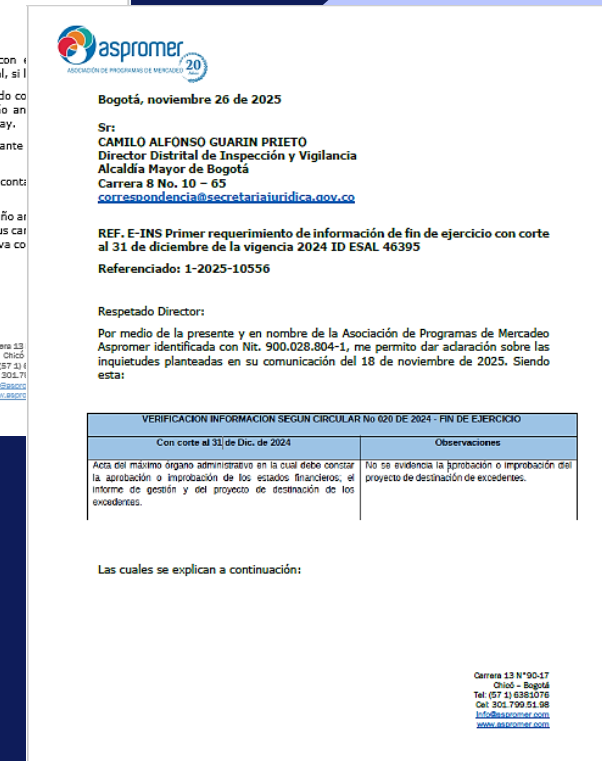 aspromer
ASOCIACIÓN DE PROGRAMAS DE MERCADEO
20
Años
Bogotá, noviembre 26 de 2025
Sr:
CAMILO ALFONSO GUARIN PRIETO
Director Distrital de Inspección y Vigilancia
Alcaldía Mayor de Bogotá
Carrera 8 No. 10 – 65
correspondencia@secretariajuridica.gov.co
REF. E-INS Primer requerimiento de información de fin de ejercicio con corte
al 31 de diciembre de la vigencia 2024 ID ESAL 46395
Referenciado: 1-2025-10556
Respetado Director:
Por medio de la presente y en nombre de la Asociación de Programas de Mercadeo
Aspromer identificada con Nit. 900.028.804-1, me permito dar aclaración sobre las
inquietudes planteadas en su comunicación del 18 de noviembre de 2025. Siendo
esta:
VERIFICACION INFORMACION SEGUN CIRCULAR No 020 DE 2024 - FIN DE EJERCICIO
Con corte al 31 de Dic. de 2024
Observaciones
Acta del máximo órgano administrativo en la cual debe constar
la aprobación o improbación de los estados financieros; el
informe de gestión y del proyecto de destinación de los
excedentes.
No se evidencia la aprobación o improbación del
proyecto de destinación de excedentes.
Las cuales se explican a continuación:
Carrera 13 N°90-17
Chicó – Bogotá
Tel: (57 1) 6381076
Cel: 301.799.51.98
Info@aspromer.com
www.aspromer.com